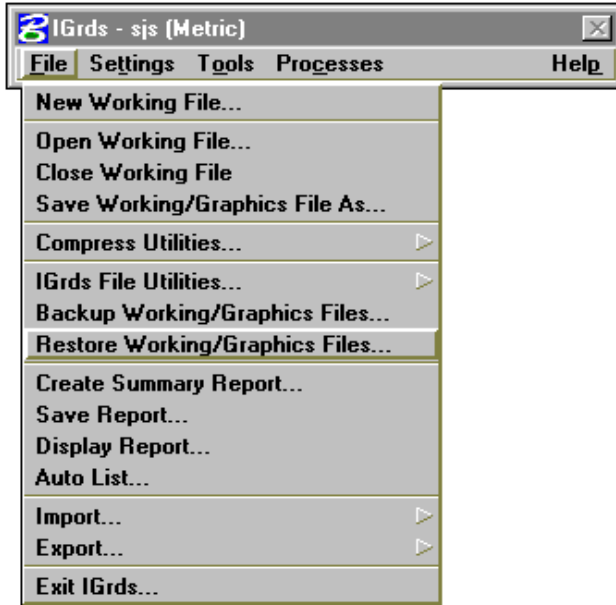 IGrds - sjs (Metric)
File Settings Tools Processes Help
New Working File...
Open Working File...
Close Working File
Save Working/Graphics File As...
Compress Utilities...
IGrds File Utilities...
Backup Working/Graphics Files...
Restore Working/Graphics Files...
Create Summary Report...
Save Report...
Display Report...
Auto List...
Import...
Export...
Exit IGrds...